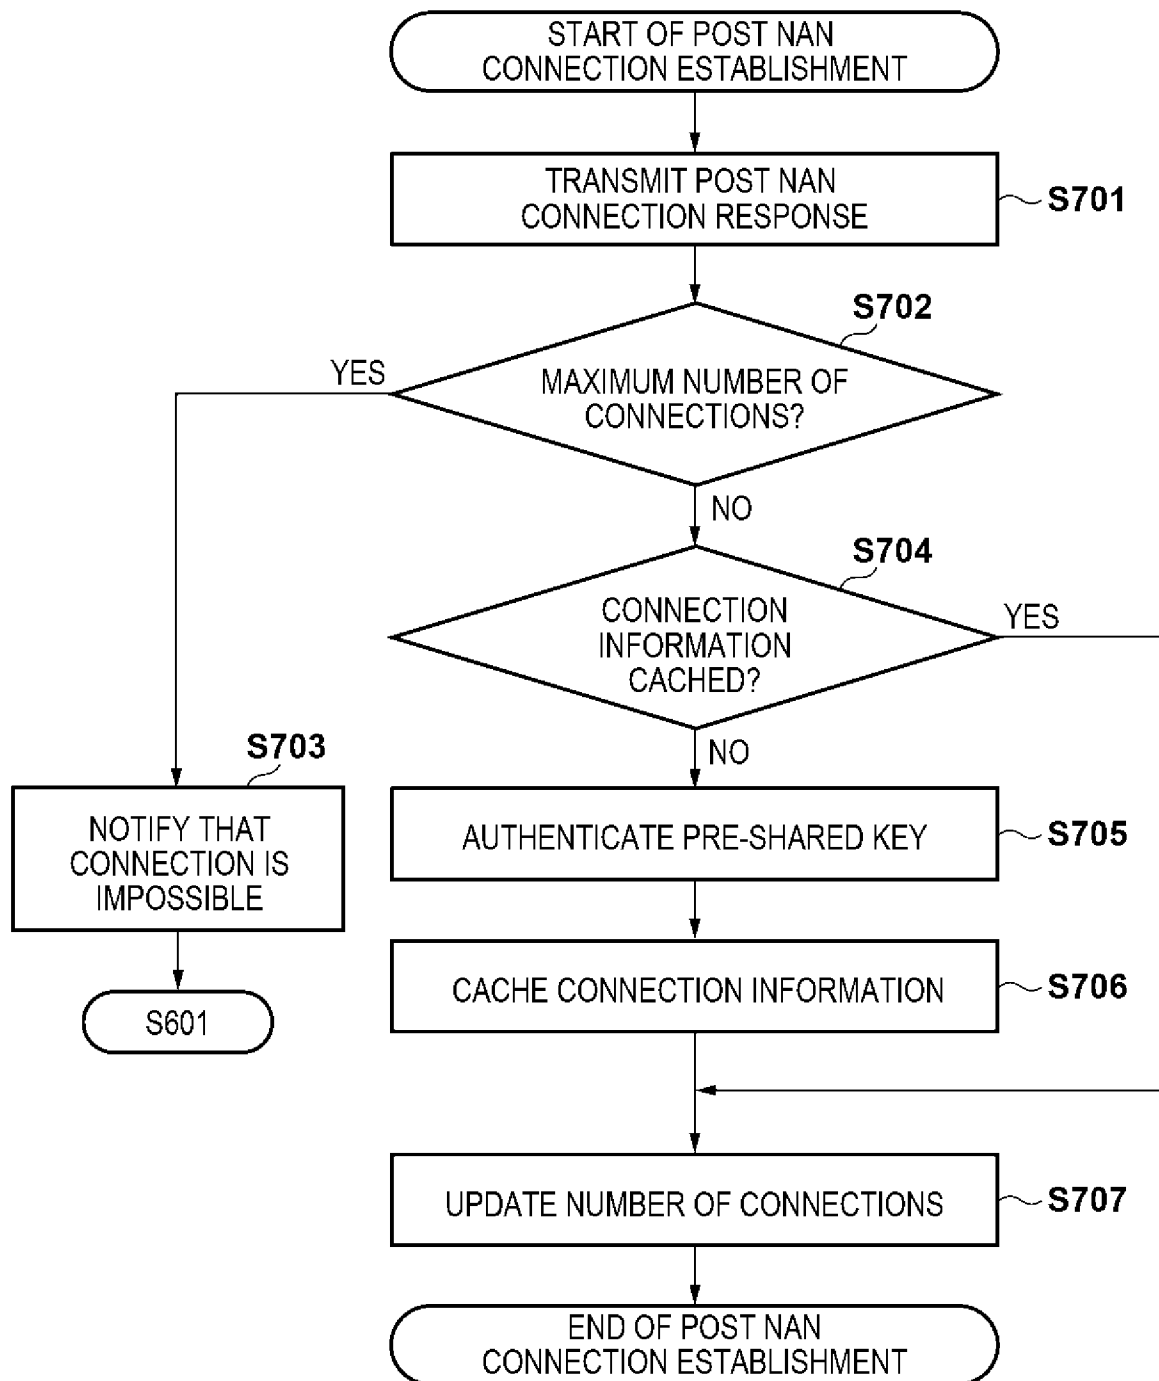 START OF POST NAN
CONNECTION ESTABLISHMENT
TRANSMIT POST NAN
CONNECTION RESPONSE
S701
S702
YES
MAXIMUM NUMBER OF
CONNECTIONS?
NO
S704
CONNECTION
INFORMATION
CACHED?
YES
NO
S703
NOTIFY THAT
CONNECTION IS
IMPOSSIBLE
S601
AUTHENTICATE PRE-SHARED KEY
S705
CACHE CONNECTION INFORMATION
S706
UPDATE NUMBER OF CONNECTIONS
S707
END OF POST NAN
CONNECTION ESTABLISHMENT